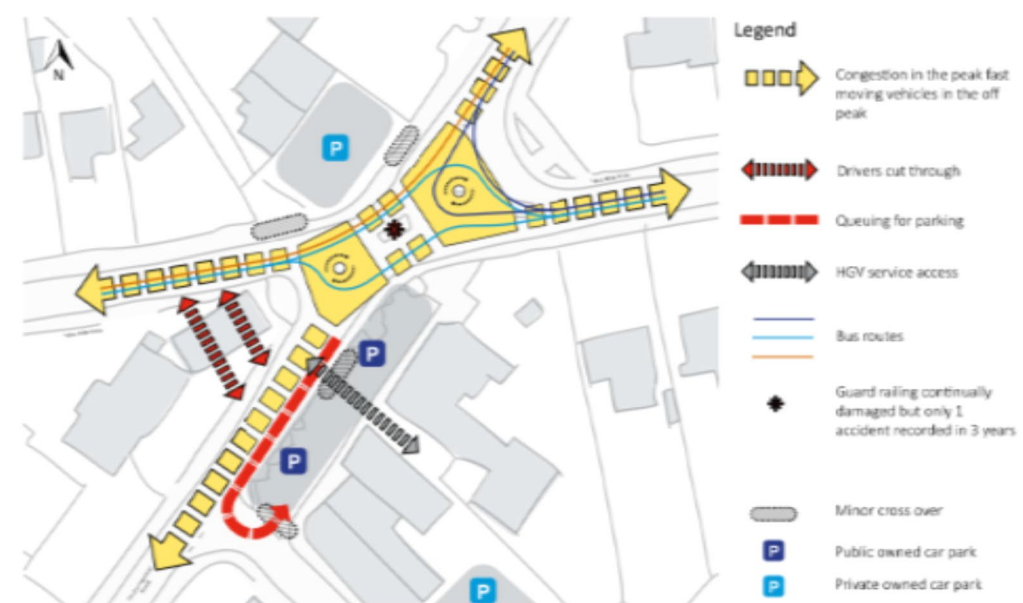 N
P
P
P
P
Legend
Congestion in the peak fast
moving vehicles in the off
peak
Drivers cut through
Queuing for parking
HGV service access
Bus routes
Guard railing continually
damaged but only 1
accident recorded in 3 years
Minor cross over
P
Public owned car park
P
Private owned car park